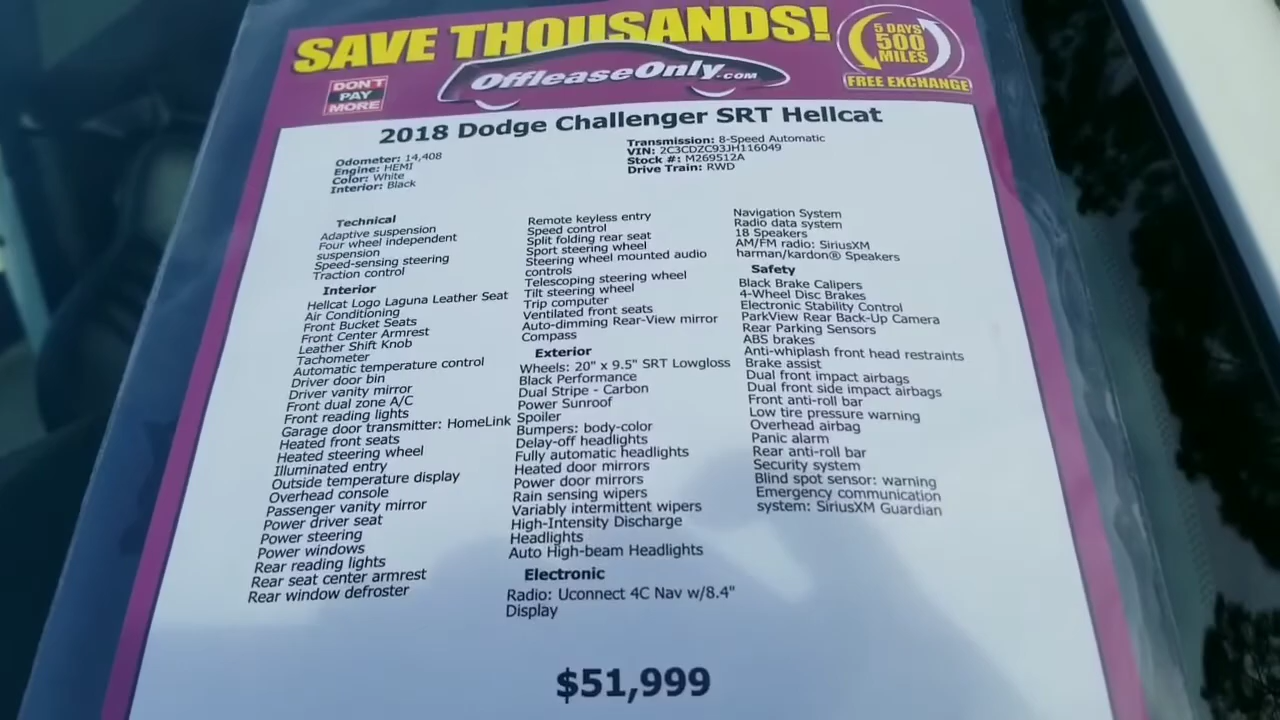 SAVE THOUSANDS!
DON'T
PAY
MORE
OffleaseOnly.COM
5 DAYS
500
MILES
FREE EXCHANGE
2018 Dodge Challenger SRT Hellcat
Odometer: 14,408
Engine: HEMI
Color: White
Interior: Black
Transmission: 8-Speed Automatic
VIN: 2C3CDZC93JH116049
Stock #: M269512A
Drive Train: RWD
Technical
Adaptive suspension
Four wheel independent
suspension
Speed-sensing steering
Traction control
Interior
Hellcat Logo Laguna Leather Seat
Air Conditioning
Front Bucket Seats
Front Center Armrest
Leather Shift Knob
Tachometer
Automatic temperature control
Driver door bin
Driver vanity mirror
Front dual zone A/C
Front reading lights
Garage door transmitter: HomeLink
Heated front seats
Heated steering wheel
Illuminated entry
Outside temperature display
Overhead console
Passenger vanity mirror
Power driver seat
Power steering
Power windows
Rear reading lights
Rear seat center armrest
Rear window defroster
Remote keyless entry
Speed control
Split folding rear seat
Sport steering wheel
Steering wheel mounted audio
controls
Telescoping steering wheel
Tilt steering wheel
Trip computer
Ventilated front seats
Auto-dimming Rear-View mirror
Compass
Exterior
Wheels: 20" x 9.5" SRT Lowgloss
Black Performance
Dual Stripe - Carbon
Power Sunroof
Spoiler
Bumpers: body-color
Delay-off headlights
Fully automatic headlights
Heated door mirrors
Power door mirrors
Rain sensing wipers
Variably intermittent wipers
High-Intensity Discharge
Headlights
Auto High-beam Headlights
Electronic
Radio: Uconnect 4C Nav w/8.4"
Display
Navigation System
Radio data system
18 Speakers
AM/FM radio: SiriusXM
harman/kardon® Speakers
Safety
Black Brake Calipers
4-Wheel Disc Brakes
Electronic Stability Control
ParkView Rear Back-Up Camera
Rear Parking Sensors
ABS brakes
Anti-whiplash front head restraints
Brake assist
Dual front impact airbags
Dual front side impact airbags
Front anti-roll bar
Low tire pressure warning
Overhead airbag
Panic alarm
Rear anti-roll bar
Security system
Blind spot sensor: warning
Emergency communication
system: SiriusXM Guardian
$51,999